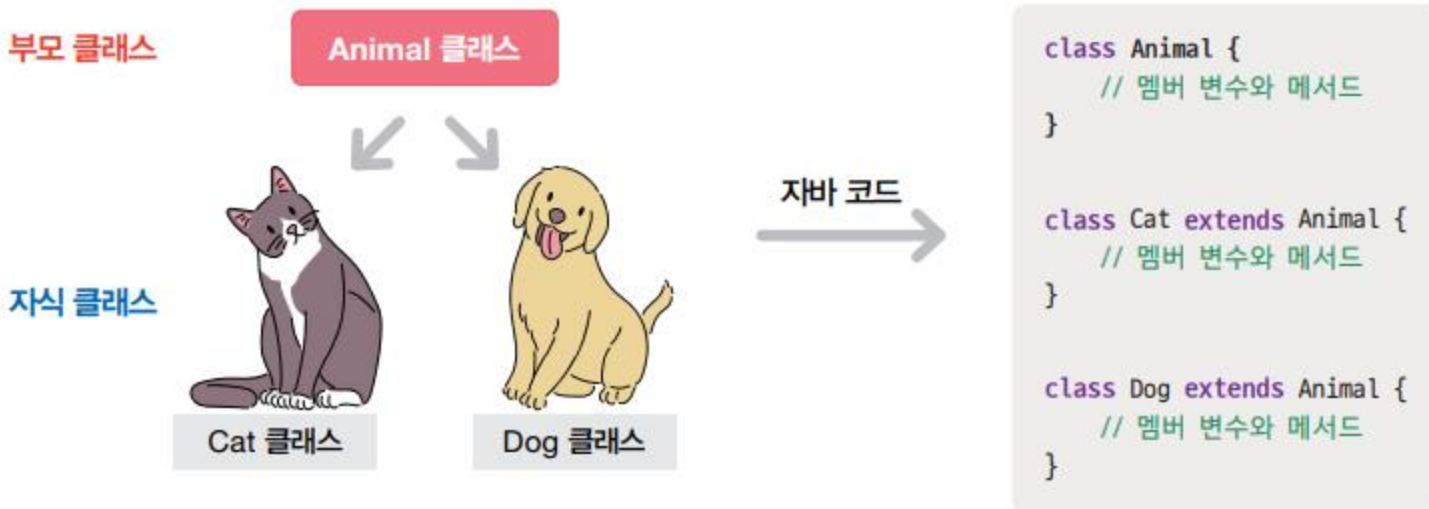 부모 클래스
Animal 클래스
자식 클래스
Cat 클래스
Dog 클래스
자바 코드
class Animal {
    // 멤버 변수와 메서드
}
class Cat extends Animal {
    // 멤버 변수와 메서드
}
class Dog extends Animal {
    // 멤버 변수와 메서드
}